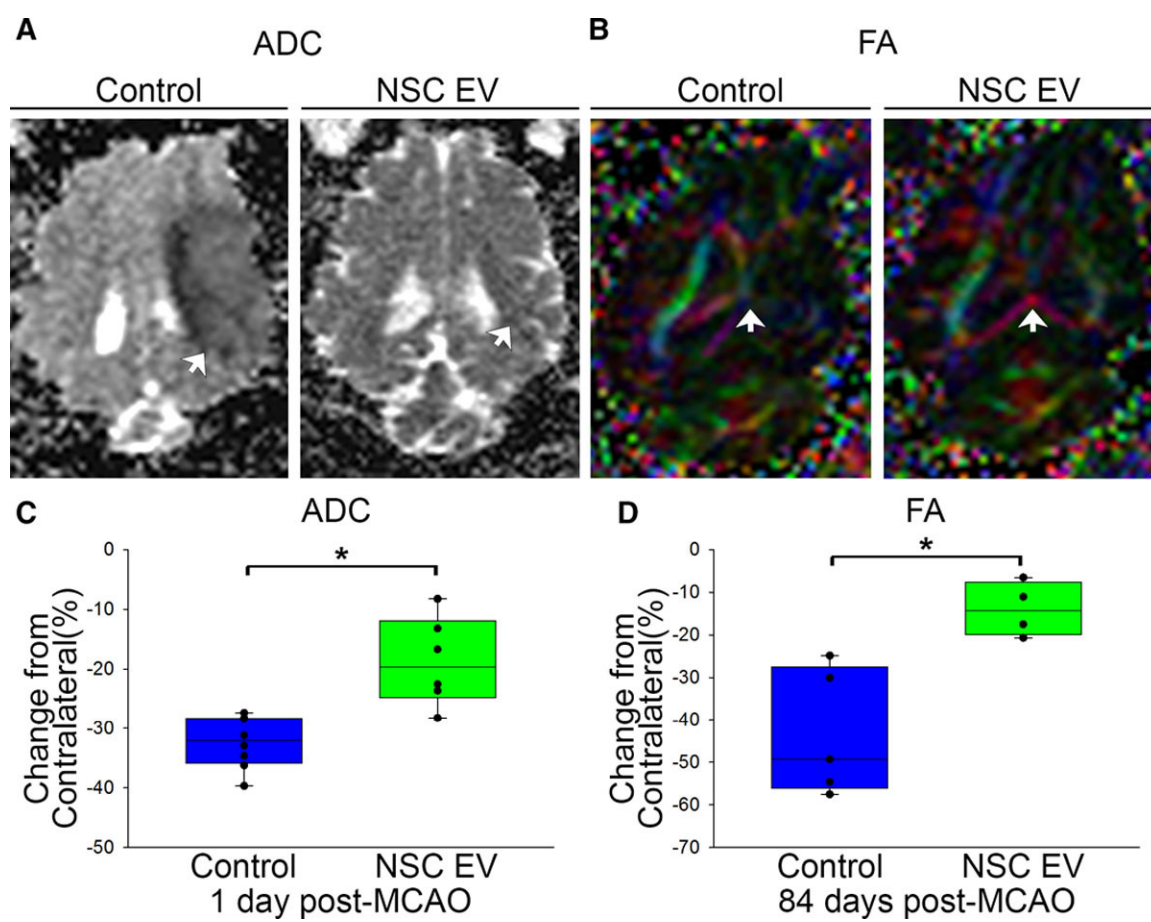 A
ADC
Control
NSC EV
B
FA
Control
NSC EV
C
ADC
Change from
Contralateral(%)
0
-10
-20
-30
-40
-50
*
Control
NSC EV
1 day post-MCAO
D
FA
Change from
Contralateral(%)
0
-10
-20
-30
-40
-50
-60
-70
*
Control
NSC EV
84 days post-MCAO